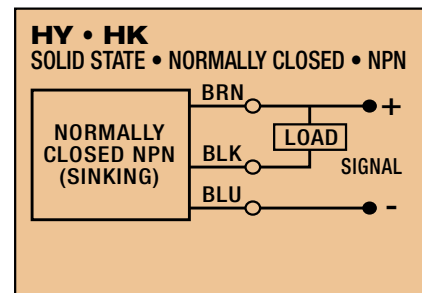 HY • HK
SOLID STATE • NORMALLY CLOSED • NPN
BRN
+
NORMALLY
CLOSED NPN
(SINKING)
LOAD
BLK
SIGNAL
BLU
-